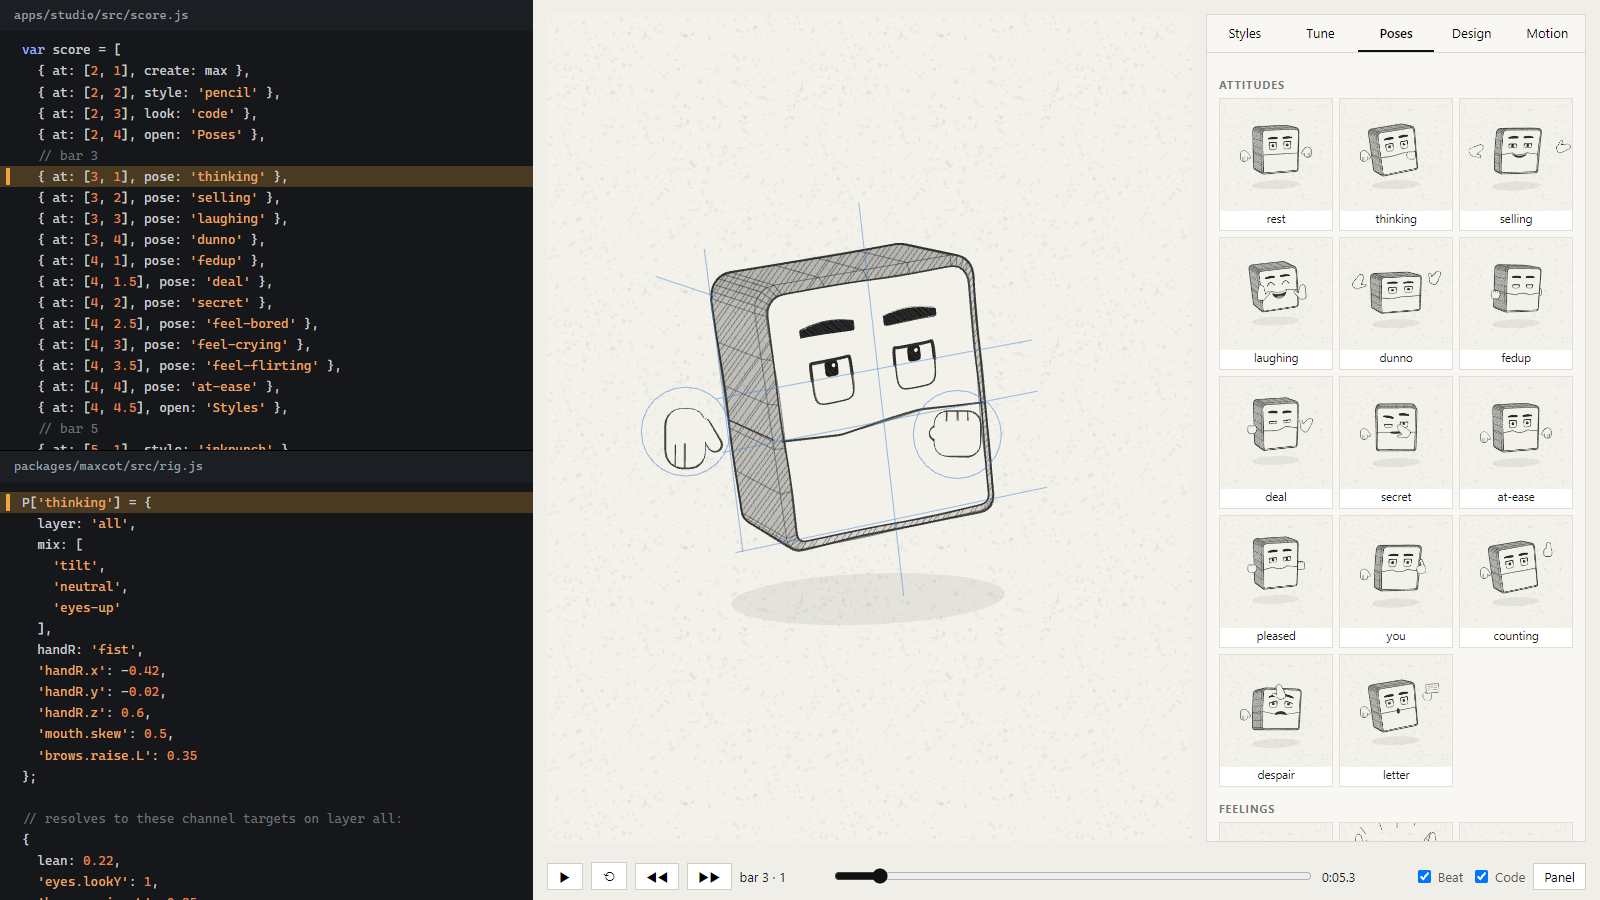 apps/studio/src/score.js
var score = [
{ at: [2, 1], create: max },
{ at: [2, 2], style: 'pencil' },
{ at: [2, 3], look: 'code' },
{ at: [2, 4], open: 'Poses' },
// bar 3
{ at: [3, 1], pose: 'thinking' },
{ at: [3, 2], pose: 'selling' },
{ at: [3, 3], pose: 'laughing' },
{ at: [3, 4], pose: 'dunno' },
{ at: [4, 1], pose: 'fedup' },
{ at: [4, 1.5], pose: 'deal' },
{ at: [4, 2], pose: 'secret' },
{ at: [4, 2.5], pose: 'feel-bored' },
{ at: [4, 3], pose: 'feel-crying' },
{ at: [4, 3.5], pose: 'feel-flirting' },
{ at: [4, 4], pose: 'at-ease' },
{ at: [4, 4.5], open: 'Styles' },
// bar 5
{ at: [5, 1], style: 'inkpunch' }
packages/maxcot/src/rig.js
P['thinking'] = {
layer: 'all',
mix: [
'tilt',
'neutral',
'eyes-up'
],
handR: 'fist',
'handR.x': −0.42,
'handR.y': −0.02,
'handR.z': 0.6,
'mouth.skew': 0.5,
'brows.raise.L': 0.35
};
// resolves to these channel targets on layer all:
{
lean: 0.22,
'eyes.lookY': 1,
bar 3 · 1
0:05.3
Beat
Code
Panel
Styles
Tune
Poses
Design
Motion
ATTITUDES
rest
thinking
selling
laughing
dunno
fedup
deal
secret
at-ease
pleased
you
counting
despair
letter
FEELINGS